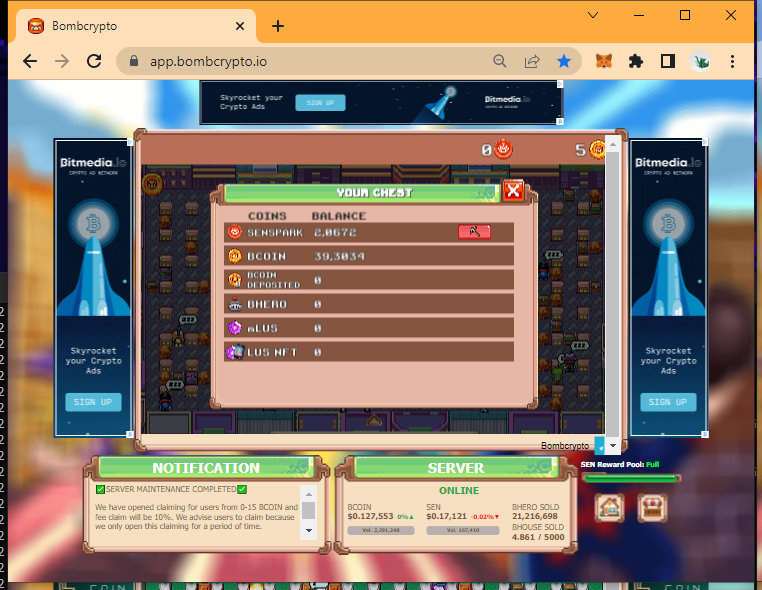 Bombcrypto
app.bombcrypto.io
Skyrocket your
Crypto Ads
SIGN UP
Bitmedia.io
0
5
Bitmedia.io
CRYPTO AD NETWORK
Skyrocket
your Crypto
Ads
SIGN UP
YOUR CHEST
COINS BALANCE
SENSPARK 2,0672
BCOIN 39,3034
BCOIN
DEPOSITED 0
BHERO 0
mLUS 0
LUS NFT 0
Bitmedia.io
CRYPTO AD NETWORK
Skyrocket
your Crypto
Ads
SIGN UP
Bombcrypto
NOTIFICATION
SERVER MAINTENANCE COMPLETED
We have opened claiming for users from 0-15 BCOIN and
fee claim will be 10%. We advise users to claim because
we only open this claiming for a period of time.
SERVER
ONLINE
BCOIN
$0.127,553 0%▲
Vol. 2,291,248
SEN
$0.17,121 -0.02%▼
Vol. 167,410
BHERO SOLD
21,216,698
BHOUSE SOLD
4.861 / 5000
SEN Reward Pool: Full
COIN
COIN